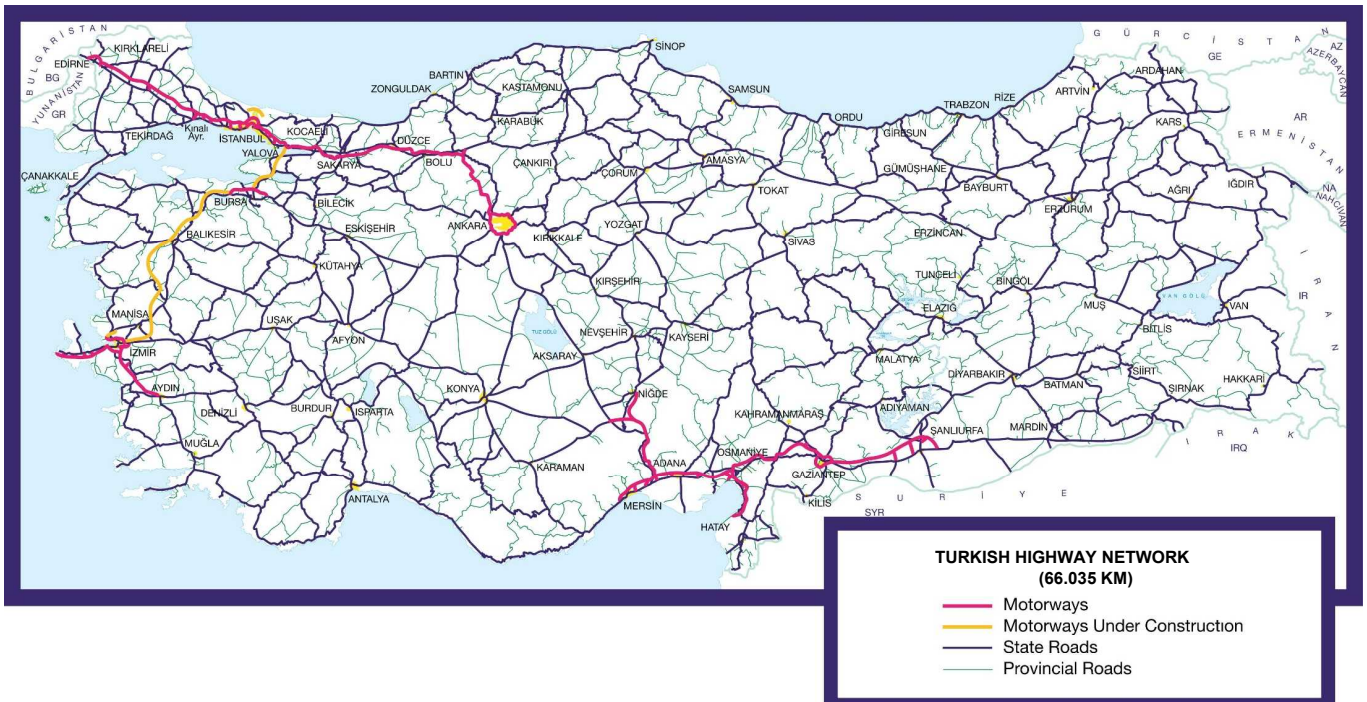 BULGARİSTAN
BG
YUNANİSTAN
GR
KIRKLARELİ
EDİRNE
TEKİRDAĞ
Kınalı
Ayr.
İSTANBUL
KOCAELİ
YALOVA
SAKARYA
DÜZCE
BOLU
ZONGULDAK
BARTIN
KASTAMONU
KARABÜK
SİNOP
SAMSUN
ÇANKIRI
ÇORUM
AMASYA
TOKAT
ORDU
GİRESUN
TRABZON
RİZE
ARTVİN
ARDAHAN
KARS
GÜRCİSTAN
GE
AZ
AZERBAYCAN
AR
ERMENİSTAN
NA
NAHCİVAN
GÜMÜŞHANE
BAYBURT
ERZURUM
AĞRI
IĞDIR
ÇANAKKALE
BURSA
BİLECİK
BALIKESİR
ESKİŞEHİR
KÜTAHYA
ANKARA
KIRIKKALE
YOZGAT
SİVAS
ERZİNCAN
TUNCELİ
BİNGÖL
MUŞ
VAN GÖLÜ
VAN
İRAN
IR
KIRŞEHİR
MANİSA
UŞAK
AFYON
TUZ GÖLÜ
NEVŞEHİR
KAYSERİ
ELAZIĞ
BİTLİS
İZMİR
AKSARAY
MALATYA
DİYARBAKIR
BATMAN
SİİRT
ŞIRNAK
HAKKARİ
AYDIN
DENİZLİ
BURDUR
ISPARTA
KONYA
NİĞDE
KAHRAMANMARAŞ
ADIYAMAN
ŞANLIURFA
MARDİN
IRAK
IRQ
MUĞLA
KARAMAN
ADANA
OSMANİYE
GAZİANTEP
ANTALYA
MERSİN
KİLİS
HATAY
SURİYE
SYR
TURKISH HIGHWAY NETWORK
(66.035 KM)
Motorways
Motorways Under Construction
State Roads
Provincial Roads